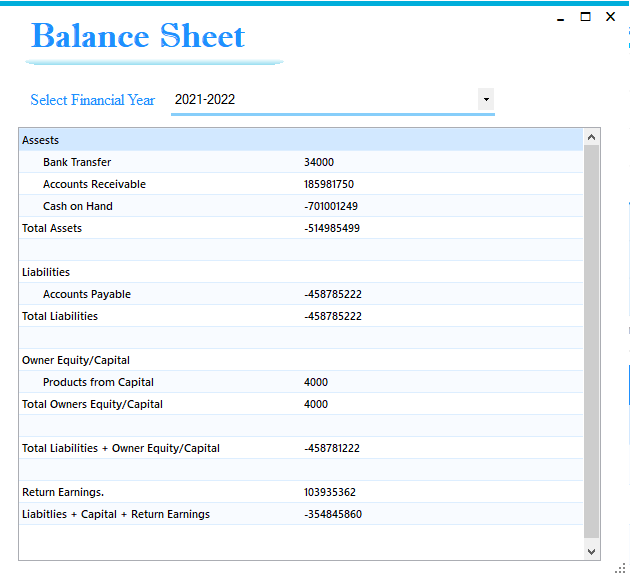 Balance Sheet
Select Financial Year 2021-2022
Assests
Bank Transfer 34000
Accounts Receivable 185981750
Cash on Hand -701001249
Total Assets -514985499
Liabilities
Accounts Payable -458785222
Total Liabilities -458785222
Owner Equity/Capital
Products from Capital 4000
Total Owners Equity/Capital 4000
Total Liabilities + Owner Equity/Capital -458781222
Return Earnings. 103935362
Liabitlies + Capital + Return Earnings -354845860